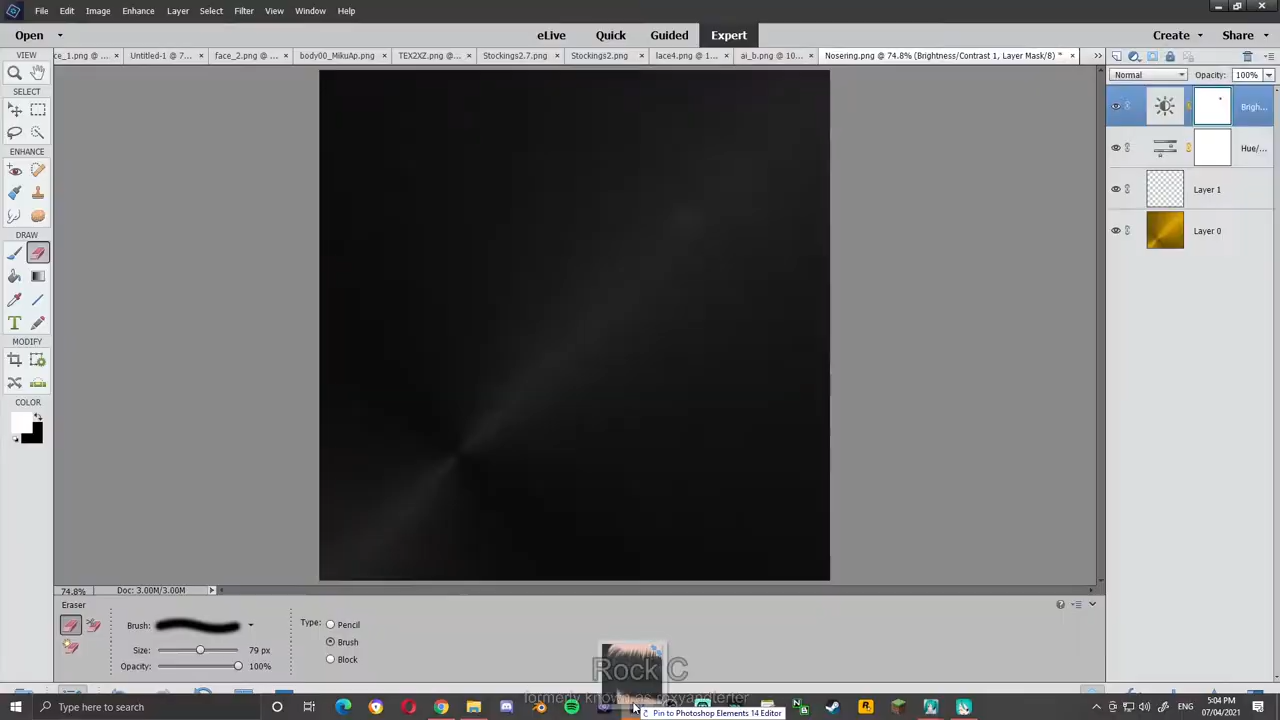 File Edit Image Enhance Layer Select Filter View Window Help
Open eLive Quick Guided Expert Create Share
VIEW
ce_1.png @ ... × Untitled-1 @ 7... × face_2.png @ ... × body00_MikuAp.png × TEX2XZ.png @... × Stockings2.7.png × Stockings2.png × lace4.png @ 1... × ai_b.png @ 10... × Nosering.png @ 74.8% (Brightness/Contrast 1, Layer Mask/8) * ×
Normal Opacity: 100%
SELECT
Brigh...
ENHANCE
Hue/...
Layer 1
DRAW
Layer 0
MODIFY
COLOR
74.8% Doc: 3.00M/3.00M
Eraser
Brush: Type: Pencil
Brush
Size: 79 px
Block
Opacity: 100%
Rock C
formerly known as roxyandterter
Type here to search
Pin to Photoshop Elements 14 Editor
5:04 PM
07/04/2021